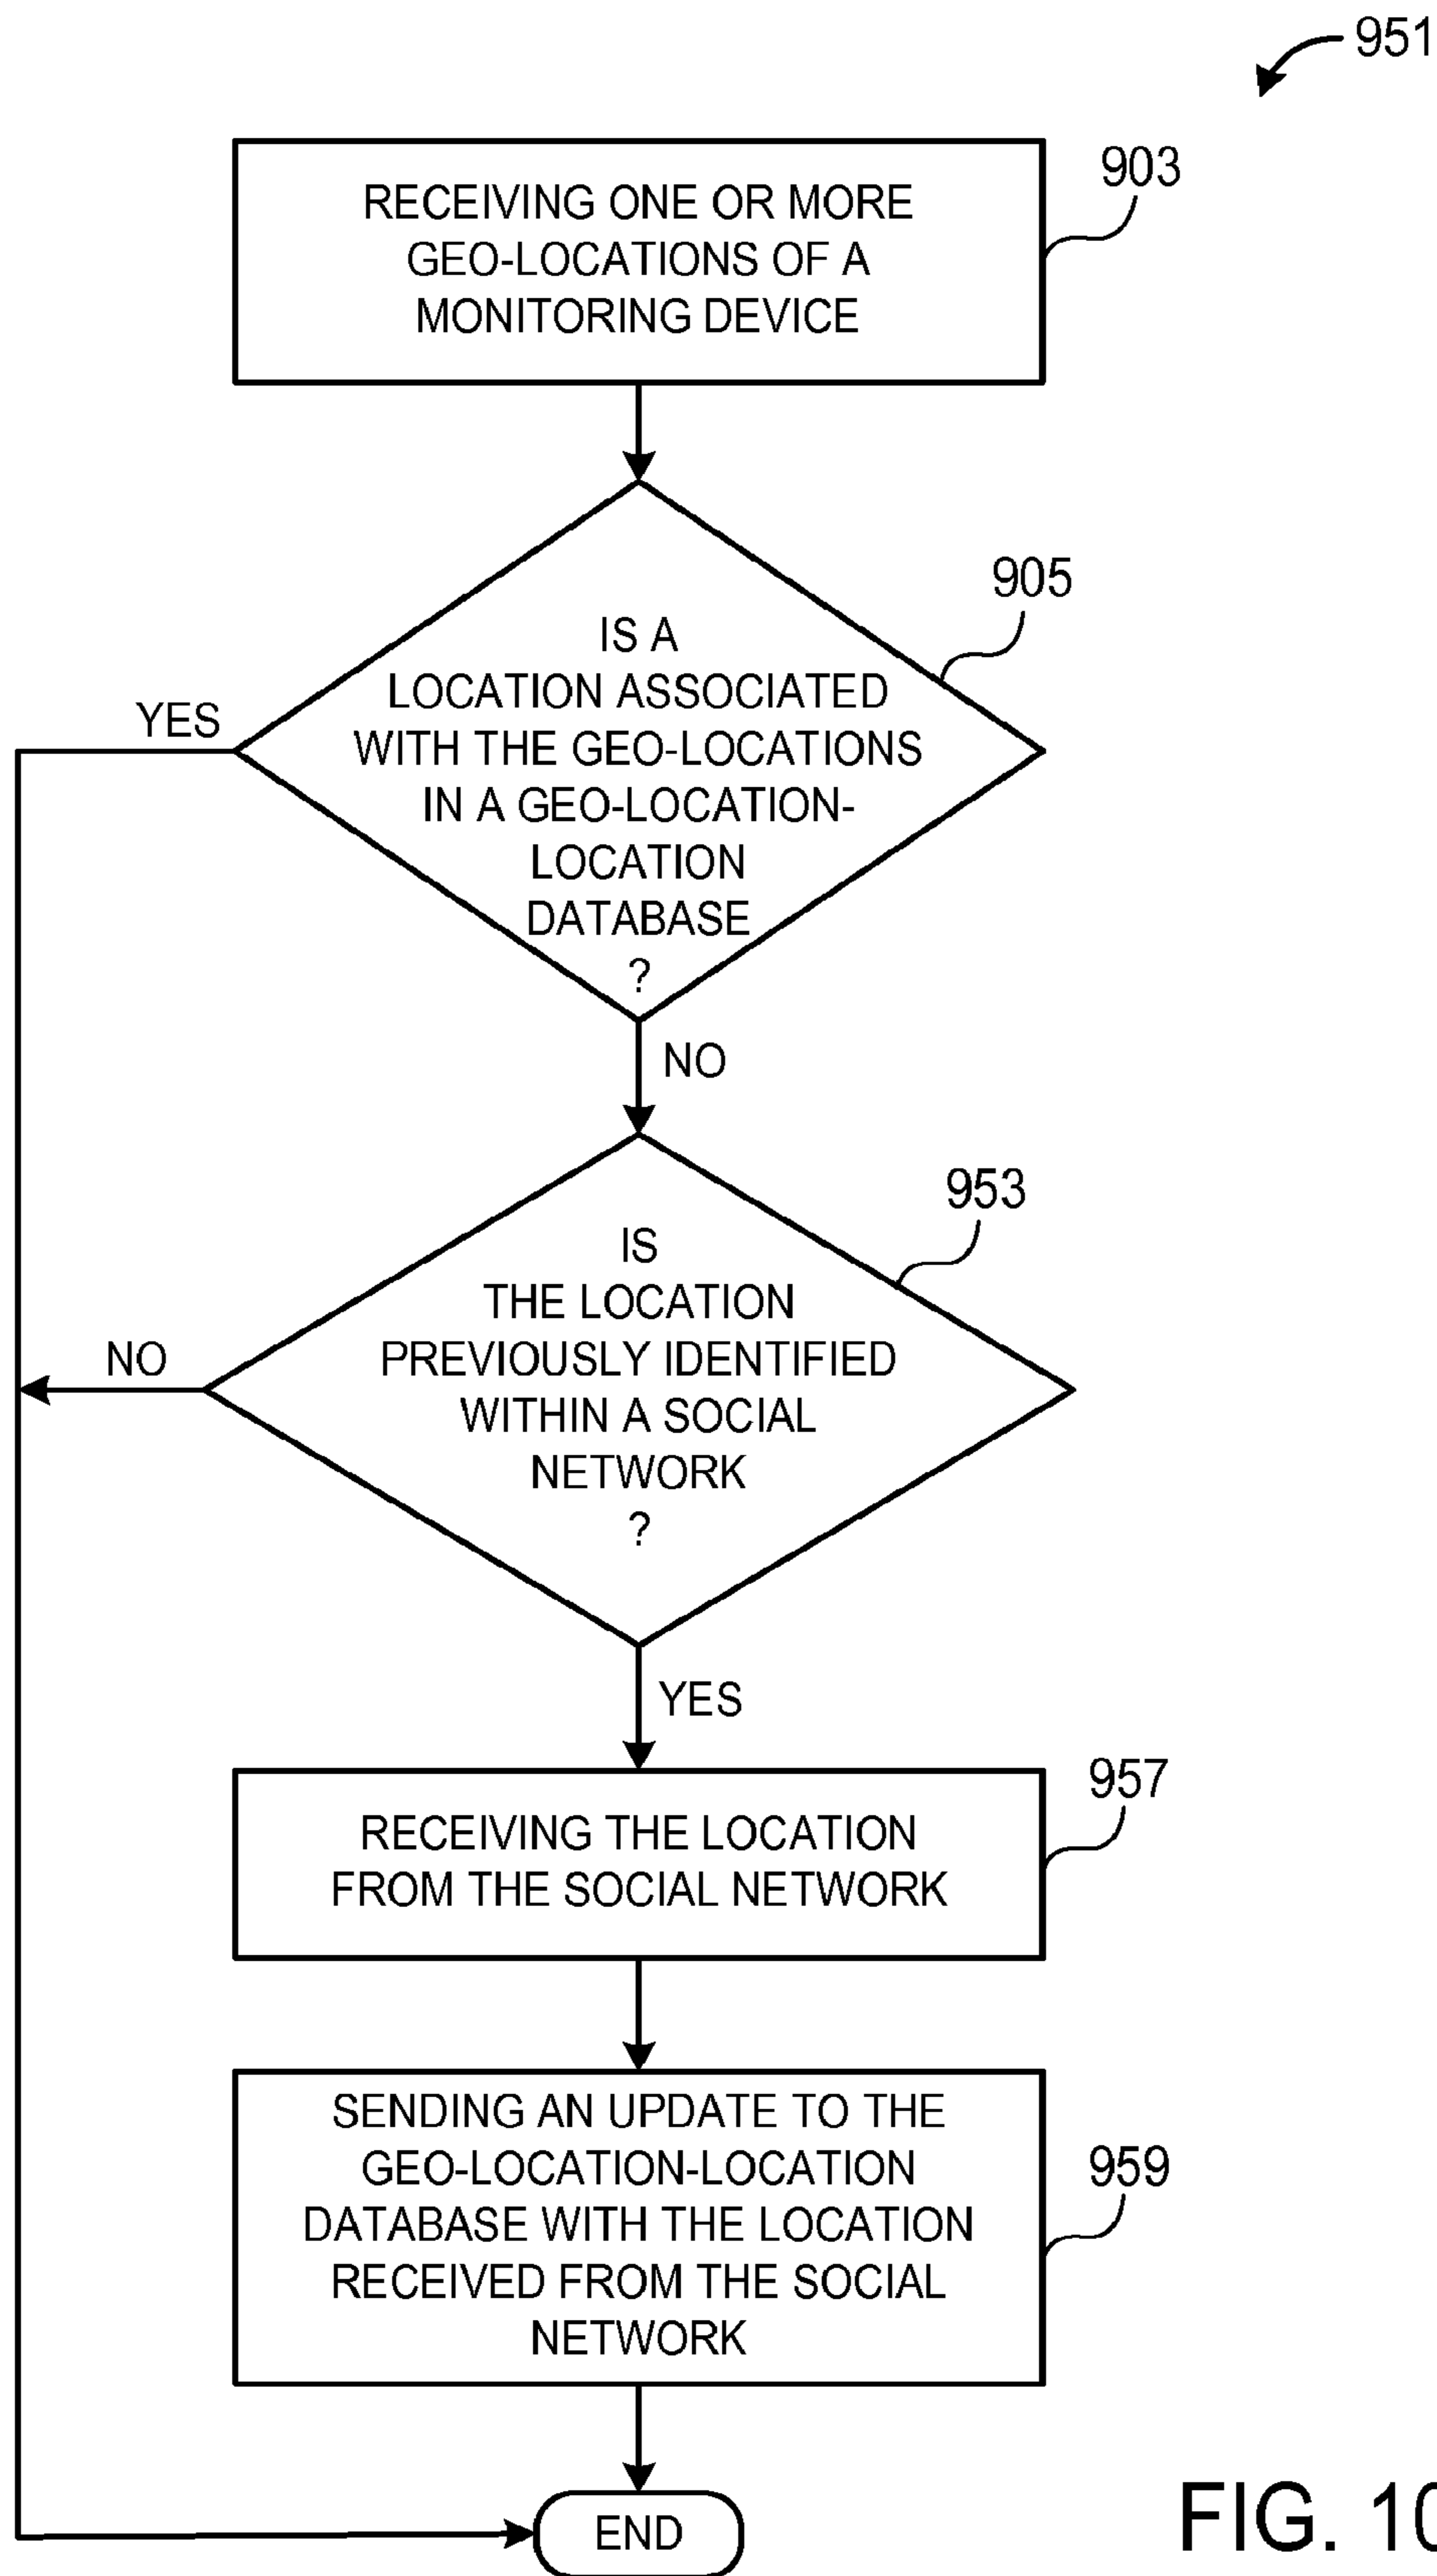 951
903
RECEIVING ONE OR MORE
GEO-LOCATIONS OF A
MONITORING DEVICE
905
IS A
LOCATION ASSOCIATED
WITH THE GEO-LOCATIONS
IN A GEO-LOCATION-
LOCATION
DATABASE
?
YES
NO
953
IS
THE LOCATION
PREVIOUSLY IDENTIFIED
WITHIN A SOCIAL
NETWORK
?
NO
YES
957
RECEIVING THE LOCATION
FROM THE SOCIAL NETWORK
959
SENDING AN UPDATE TO THE
GEO-LOCATION-LOCATION
DATABASE WITH THE LOCATION
RECEIVED FROM THE SOCIAL
NETWORK
END
FIG. 10